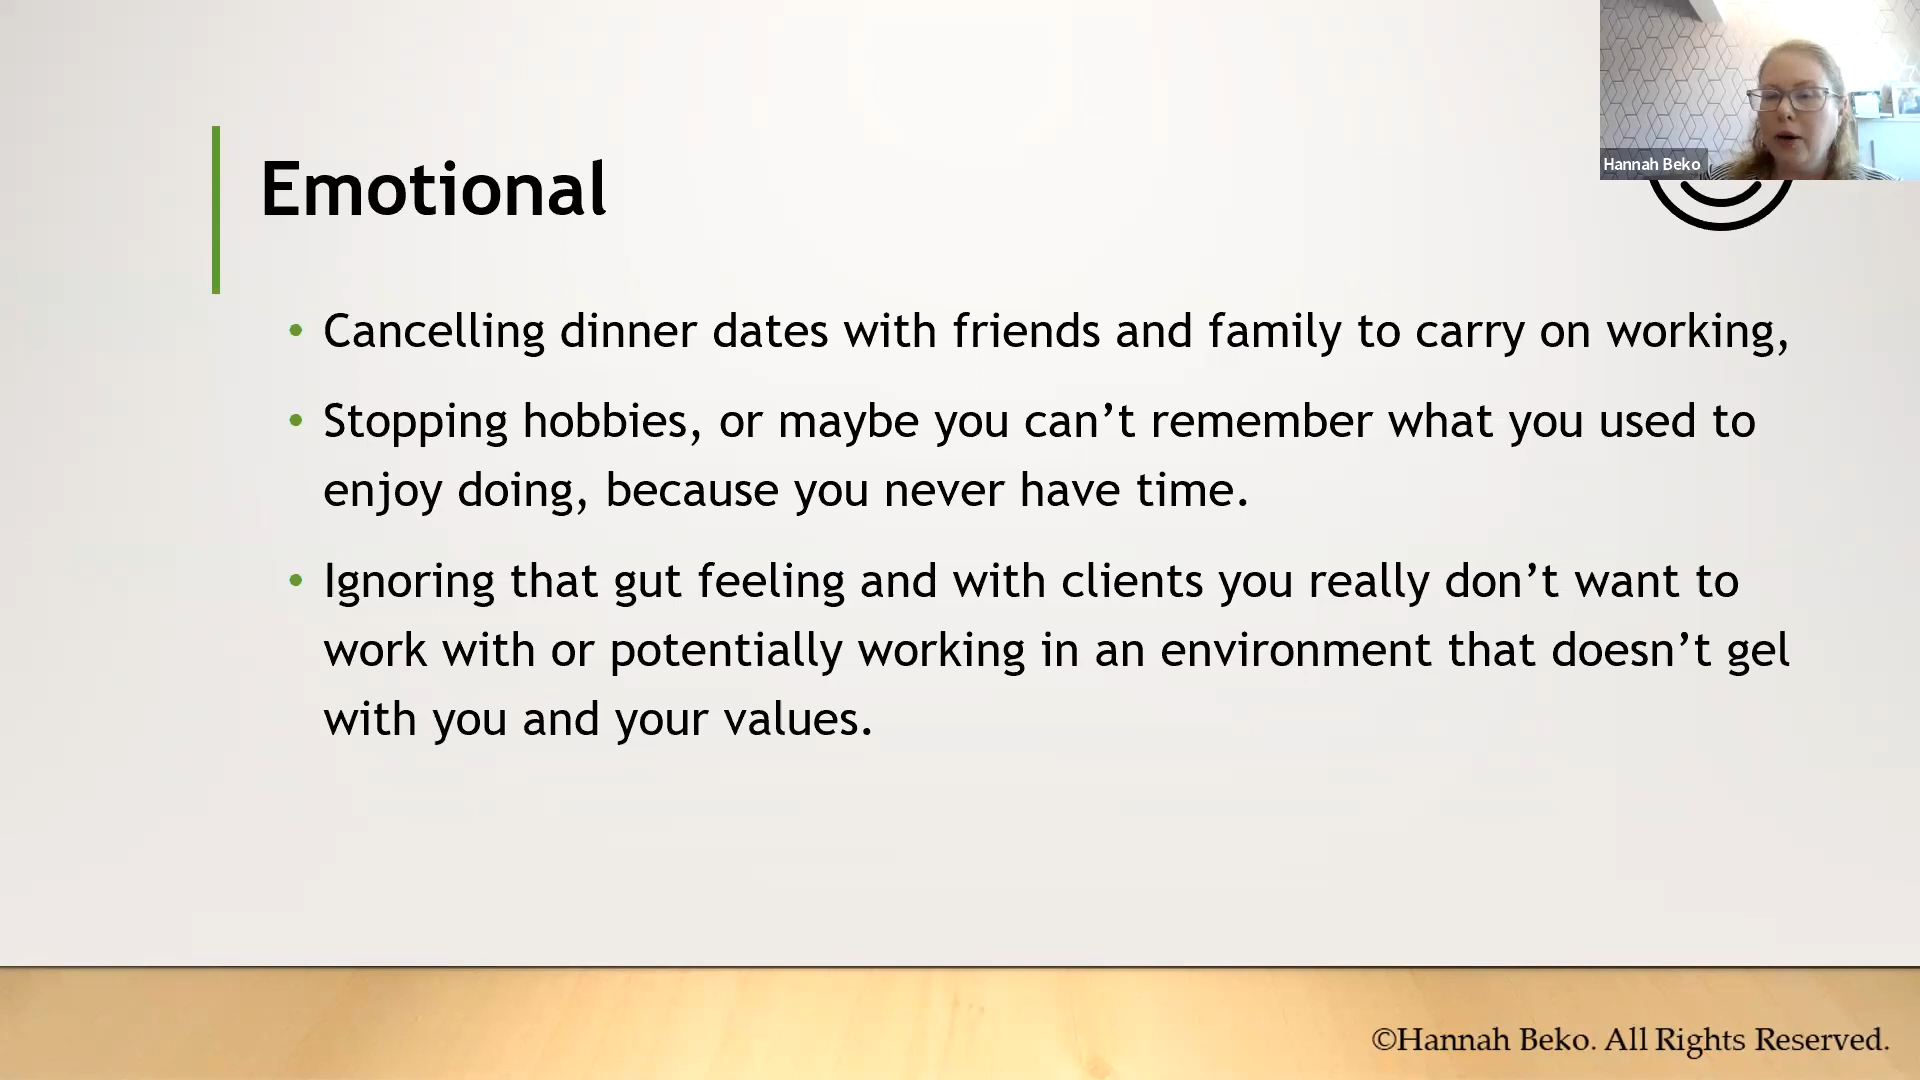 Hannah Beko
Emotional
• Cancelling dinner dates with friends and family to carry on working,
• Stopping hobbies, or maybe you can’t remember what you used to
enjoy doing, because you never have time.
• Ignoring that gut feeling and with clients you really don’t want to
work with or potentially working in an environment that doesn’t gel
with you and your values.
©Hannah Beko. All Rights Reserved.